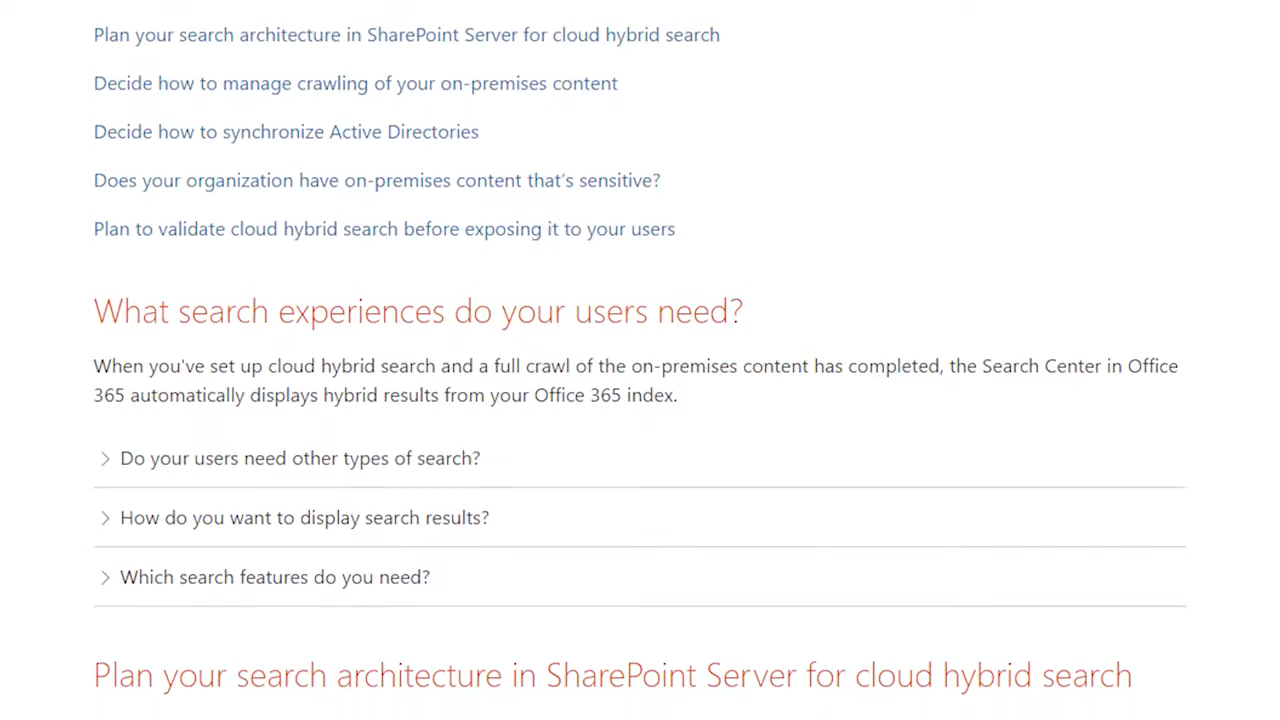 Plan your search architecture in SharePoint Server for cloud hybrid search
Decide how to manage crawling of your on-premises content
Decide how to synchronize Active Directories
Does your organization have on-premises content that's sensitive?
Plan to validate cloud hybrid search before exposing it to your users
What search experiences do your users need?
When you've set up cloud hybrid search and a full crawl of the on-premises content has completed, the Search Center in Office
365 automatically displays hybrid results from your Office 365 index.
Do your users need other types of search?
How do you want to display search results?
Which search features do you need?
Plan your search architecture in SharePoint Server for cloud hybrid search